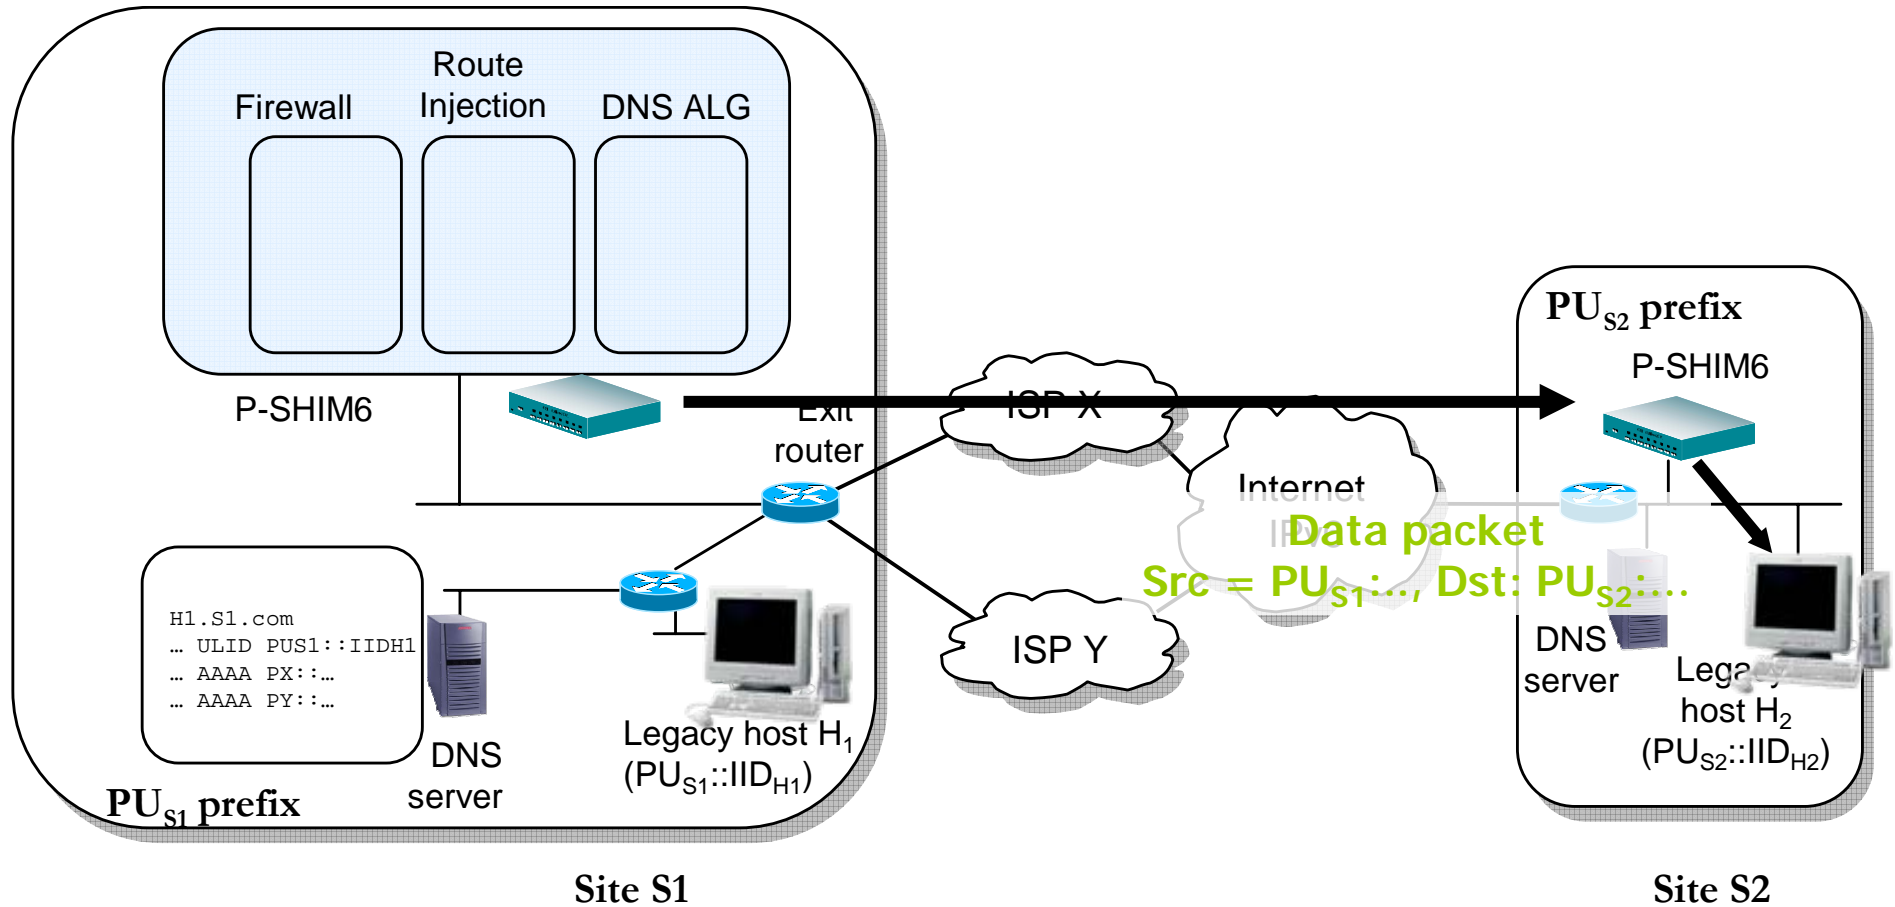 Route
Injection
Firewall
DNS ALG
P-SHIM6
Exit
router
ISP X
Internet
IPv6
ISP Y
Data packet
Src = PUS1:.., Dst: PUS2:...
H1.S1.com
… ULID PUS1::IIDH1
… AAAA PX::…
… AAAA PY::…
DNS
server
Legacy host H1
(PUS1::IIDH1)
PUS1 prefix
Site S1
PUS2 prefix
P-SHIM6
DNS
server
Legacy
host H2
(PUS2::IIDH2)
Site S2